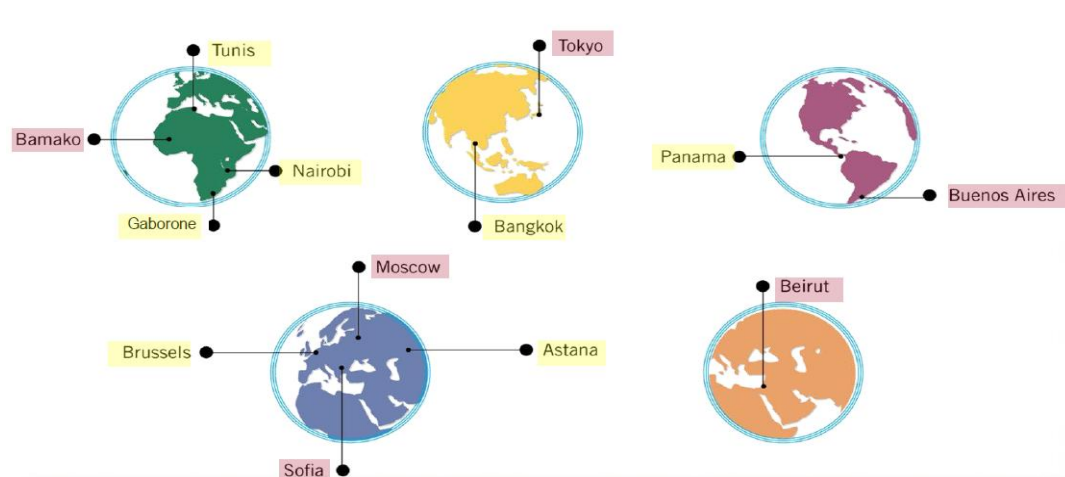 Tunis
Tokyo
Bamako
Panama
Nairobi
Buenos Aires
Gaborone
Bangkok
Moscow
Beirut
Brussels
Astana
Sofia